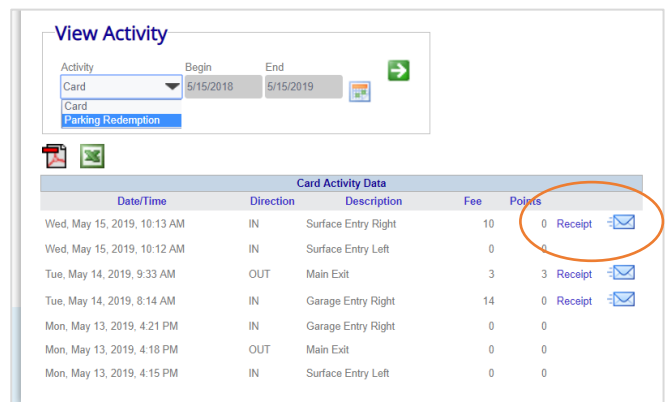 View Activity
Activity Begin End
Card 5/15/2018 5/15/2019
Card
Parking Redemption
Card Activity Data
Date/Time Direction Description Fee Points
Wed, May 15, 2019, 10:13 AM IN Surface Entry Right 10 0 Receipt
Wed, May 15, 2019, 10:12 AM IN Surface Entry Left 0 0
Tue, May 14, 2019, 9:33 AM OUT Main Exit 3 3 Receipt
Tue, May 14, 2019, 8:14 AM IN Garage Entry Right 14 0 Receipt
Mon, May 13, 2019, 4:21 PM IN Garage Entry Right 0 0
Mon, May 13, 2019, 4:18 PM OUT Main Exit 0 0
Mon, May 13, 2019, 4:15 PM IN Surface Entry Left 0 0